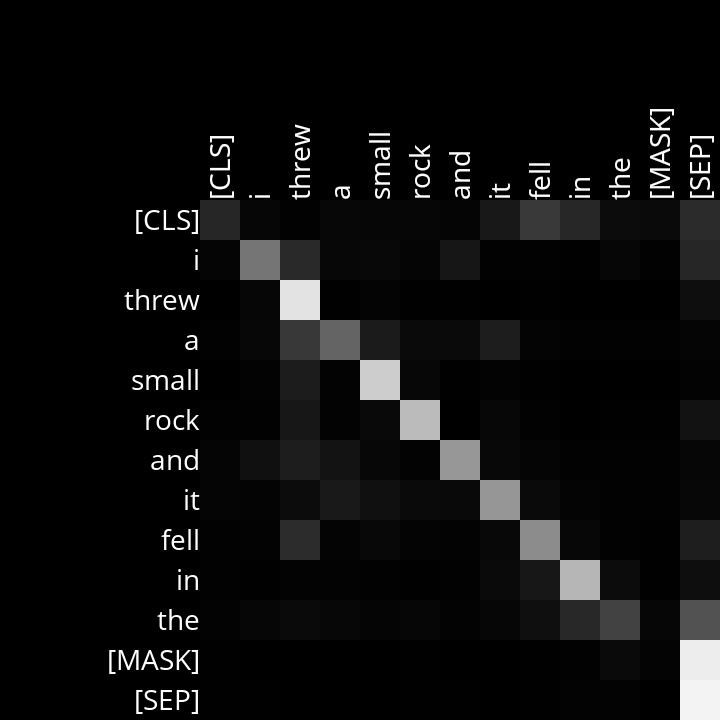 [CLS] i threw a small rock and it fell in the [MASK] [SEP]
[CLS]
i
threw
a
small
rock
and
it
fell
in
the
[MASK]
[SEP]